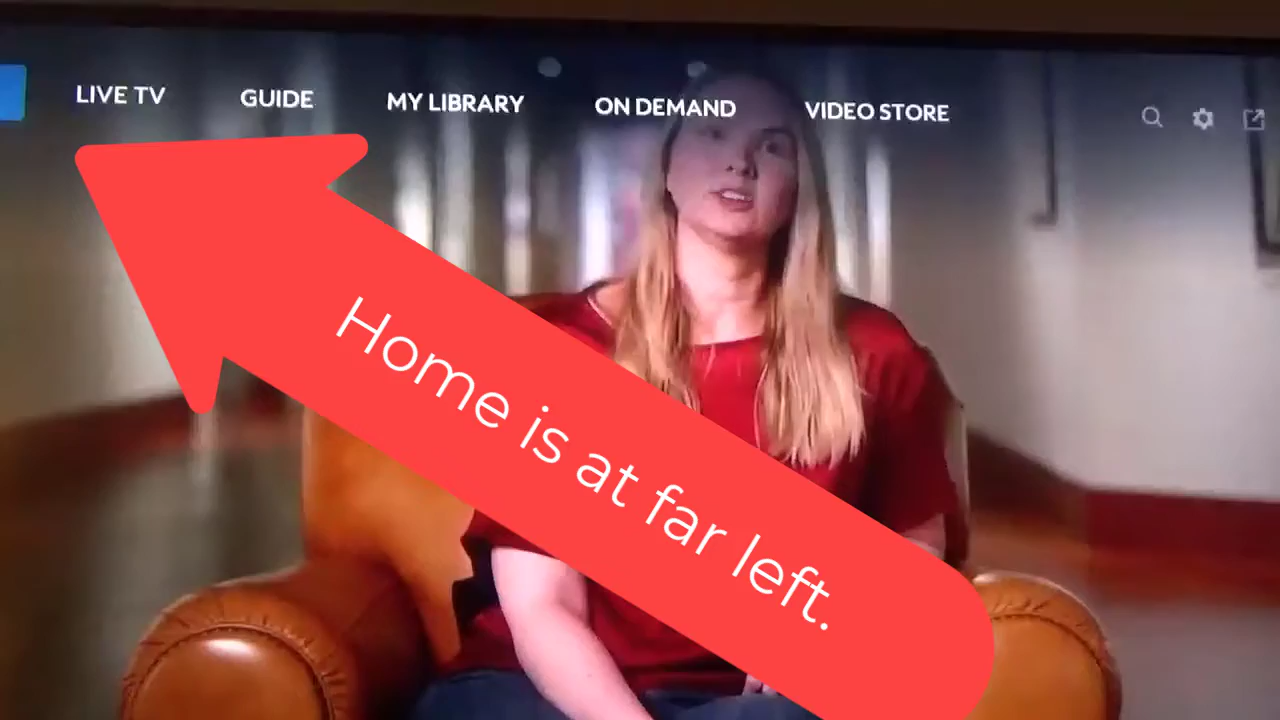 LIVE TV
GUIDE
MY LIBRARY
ON DEMAND
VIDEO STORE
Home is at far left.